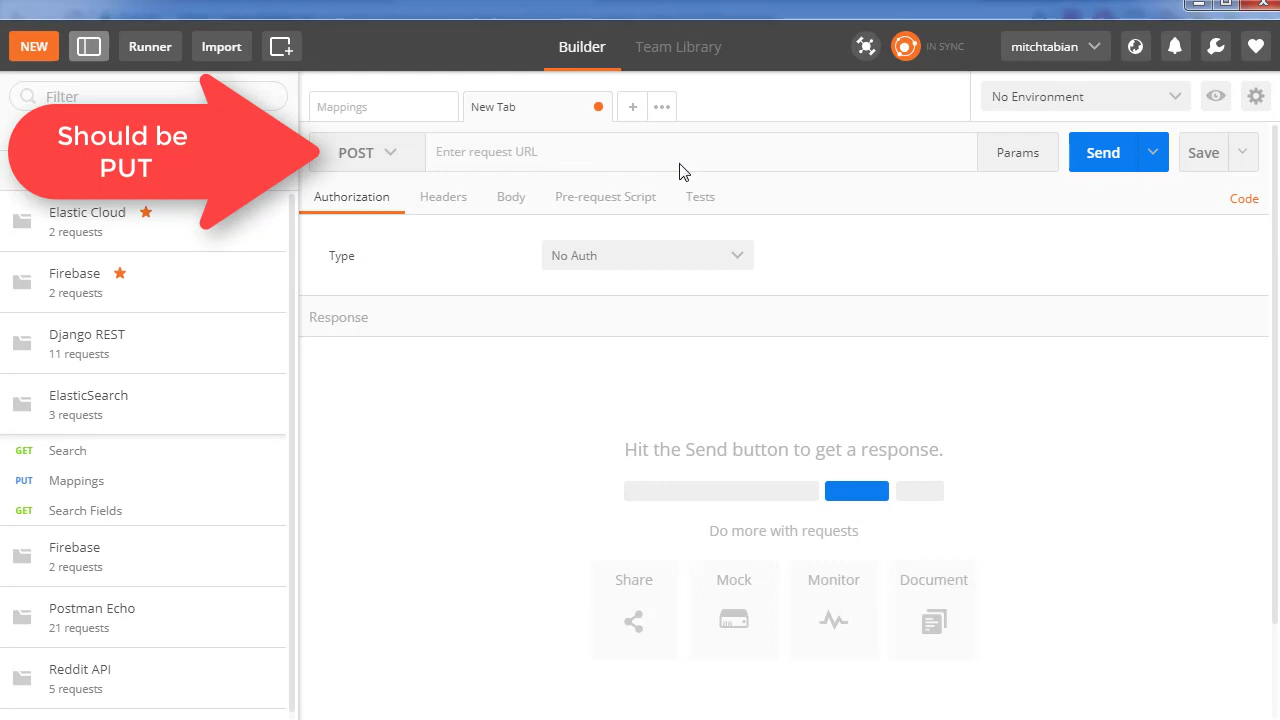 NEW
Runner
Import
Builder
Team Library
IN SYNC
mitchtabian
Filter
Mappings
New Tab
No Environment
Should be
PUT
POST
Enter request URL
Params
Send
Save
Authorization
Headers
Body
Pre-request Script
Tests
Code
Elastic Cloud
2 requests
Type
No Auth
Firebase
2 requests
Response
Django REST
11 requests
ElasticSearch
3 requests
GET Search
PUT Mappings
GET Search Fields
Firebase
2 requests
Postman Echo
21 requests
Reddit API
5 requests
Hit the Send button to get a response.
Do more with requests
Share
Mock
Monitor
Document